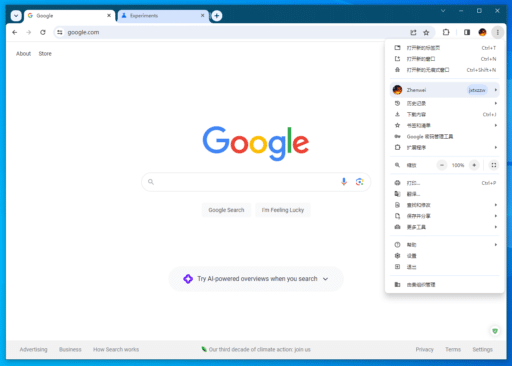 Google
Experiments
google.com
About
Store
Google
Google Search
I'm Feeling Lucky
Try AI-powered overviews when you search
Advertising
Business
How Search works
Our third decade of climate action: join us
Privacy
Terms
Settings
打开新的标签页 Ctrl+T
打开新的窗口 Ctrl+N
打开新的无痕式窗口 Ctrl+Shift+N
Zhenwei
历史记录
下载内容 Ctrl+J
书签和清单
Google 密码管理工具
扩展程序
缩放 − 100% +
打印... Ctrl+P
翻译...
查找和修改
保存并分享
更多工具
帮助
设置
退出
由贵组织管理